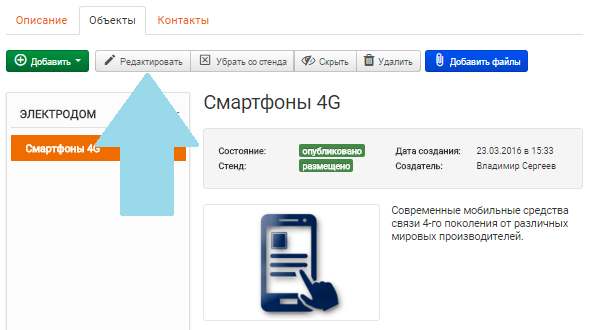 Описание Объекты Контакты
Добавить Редактировать Убрать со стенда Скрыть Удалить Добавить файлы
ЭЛЕКТРОДОМ
Смартфоны 4G
Смартфоны 4G
Состояние: опубликовано Дата создания: 23.03.2016 в 15:33
Стенд: размещено Создатель: Владимир Сергеев
Современные мобильные средства
связи 4-го поколения от различных
мировых производителей.